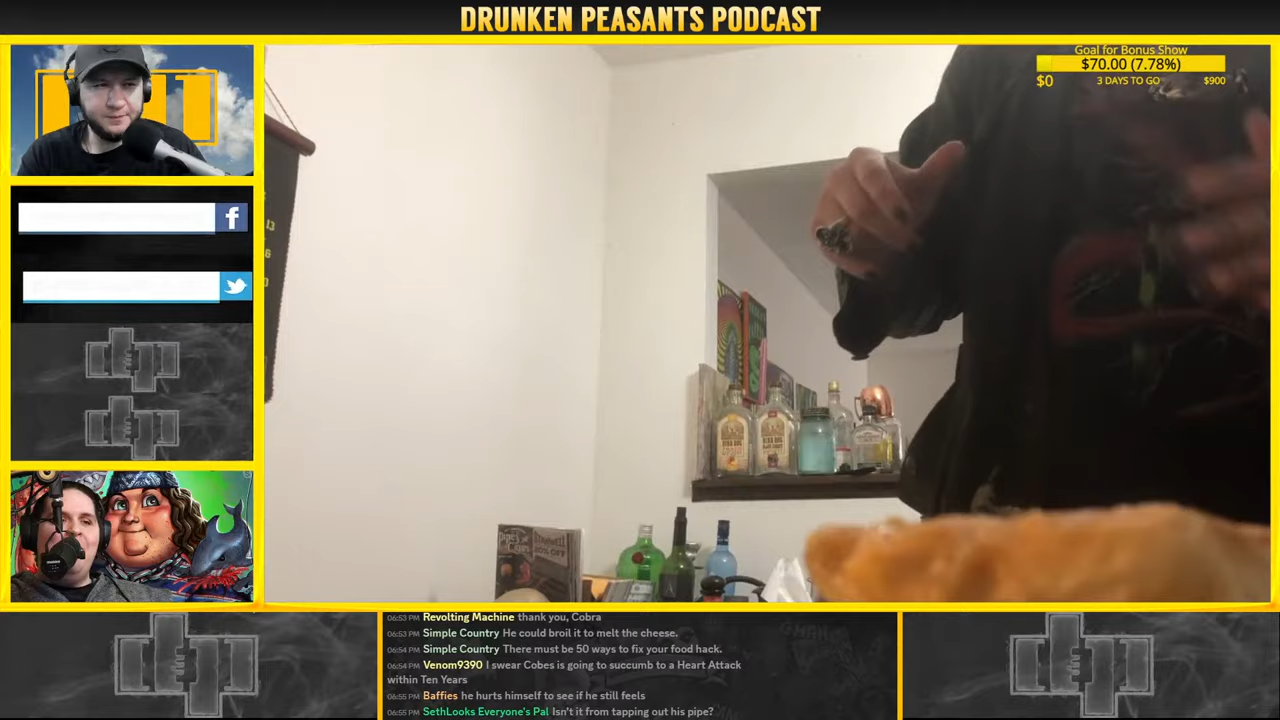 DRUNKEN PEASANTS PODCAST
Goal for Bonus Show
$70.00 (7.78%)
$0
3 DAYS TO GO
$900
13
6
f
06:53 PM Revolting Machine thank you, Cobra
06:53 PM Simple Country He could broil it to melt the cheese.
06:54 PM Simple Country There must be 50 ways to fix your food hack.
06:54 PM Venom9390 I swear Cobes is going to succumb to a Heart Attack
within Ten Years
06:55 PM Baffies he hurts himself to see if he still feels
06:55 PM SethLooks Everyone's Pal Isn't it from tapping out his pipe?